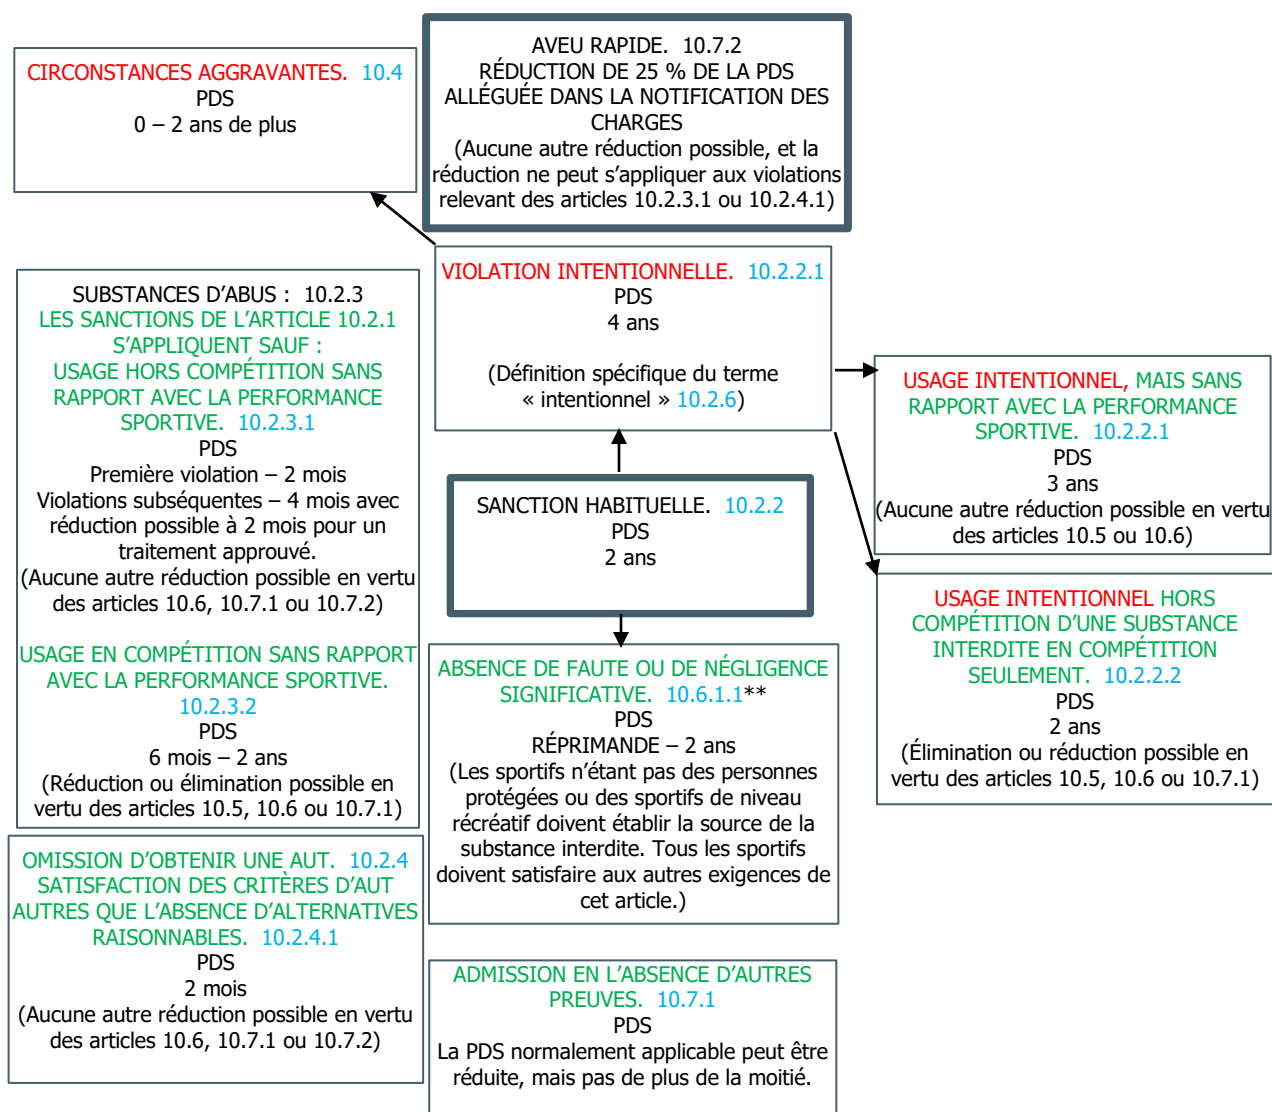 CIRCONSTANCES AGGRAVANTES.  10.4
PDS
0 – 2 ans de plus
AVEU RAPIDE.  10.7.2
RÉDUCTION DE 25 % DE LA PDS
ALLÉGUÉE DANS LA NOTIFICATION DES
CHARGES
(Aucune autre réduction possible, et la
réduction ne peut s’appliquer aux violations
relevant des articles 10.2.3.1 ou 10.2.4.1)
VIOLATION INTENTIONNELLE.  10.2.2.1
PDS
4 ans
(Définition spécifique du terme
« intentionnel » 10.2.6)
SUBSTANCES D’ABUS :  10.2.3
LES SANCTIONS DE L’ARTICLE 10.2.1
S’APPLIQUENT SAUF :
USAGE HORS COMPÉTITION SANS
RAPPORT AVEC LA PERFORMANCE
SPORTIVE.  10.2.3.1
PDS
Première violation – 2 mois
Violations subséquentes – 4 mois avec
réduction possible à 2 mois pour un
traitement approuvé.
(Aucune autre réduction possible en vertu
des articles 10.6, 10.7.1 ou 10.7.2)
USAGE EN COMPÉTITION SANS RAPPORT
AVEC LA PERFORMANCE SPORTIVE.
10.2.3.2
PDS
6 mois – 2 ans
(Réduction ou élimination possible en
vertu des articles 10.5, 10.6 ou 10.7.1)
USAGE INTENTIONNEL, MAIS SANS
RAPPORT AVEC LA PERFORMANCE
SPORTIVE.  10.2.2.1
PDS
3 ans
(Aucune autre réduction possible en vertu
des articles 10.5 ou 10.6)
SANCTION HABITUELLE.  10.2.2
PDS
2 ans
USAGE INTENTIONNEL HORS
COMPÉTITION D’UNE SUBSTANCE
INTERDITE EN COMPÉTITION
SEULEMENT.  10.2.2.2
PDS
2 ans
(Élimination ou réduction possible en
vertu des articles 10.5, 10.6 ou 10.7.1)
ABSENCE DE FAUTE OU DE NÉGLIGENCE
SIGNIFICATIVE.  10.6.1.1**
PDS
RÉPRIMANDE – 2 ans
(Les sportifs n’étant pas des personnes
protégées ou des sportifs de niveau
récréatif doivent établir la source de la
substance interdite. Tous les sportifs
doivent satisfaire aux autres exigences de
cet article.)
OMISSION D’OBTENIR UNE AUT.  10.2.4
SATISFACTION DES CRITÈRES D’AUT
AUTRES QUE L’ABSENCE D’ALTERNATIVES
RAISONNABLES.  10.2.4.1
PDS
2 mois
(Aucune autre réduction possible en vertu
des articles 10.6, 10.7.1 ou 10.7.2)
ADMISSION EN L’ABSENCE D’AUTRES
PREUVES.  10.7.1
PDS
La PDS normalement applicable peut être
réduite, mais pas de plus de la moitié.